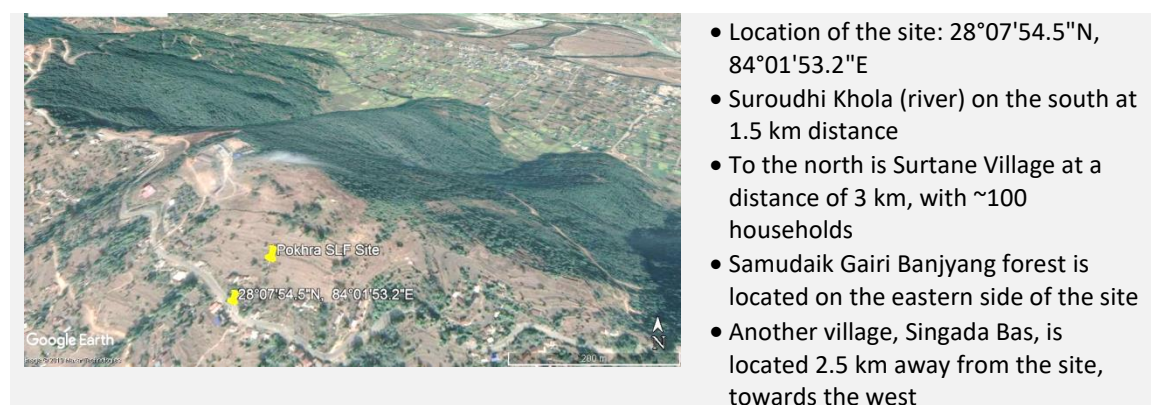 Pokhra SLF Site
28°07'54.5"N, 84°01'53.2"E
Google Earth
N
200 m
• Location of the site: 28°07'54.5"N,
84°01'53.2"E
• Suroudhi Khola (river) on the south at
1.5 km distance
• To the north is Surtane Village at a
distance of 3 km, with ~100
households
• Samudaik Gairi Banjyang forest is
located on the eastern side of the site
• Another village, Singada Bas, is
located 2.5 km away from the site,
towards the west